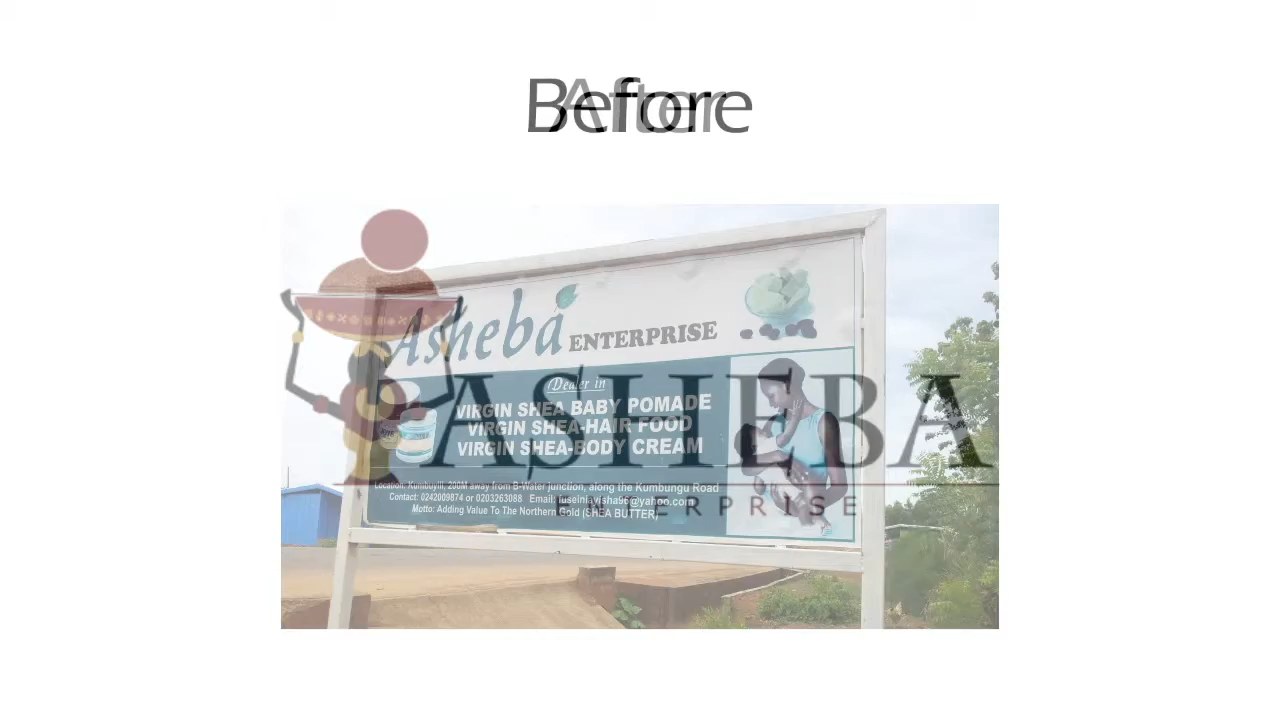 Before
After
Asheba ENTERPRISE
Dealer in
VIRGIN SHEA BABY POMADE
VIRGIN SHEA-HAIR FOOD
VIRGIN SHEA-BODY CREAM
ASHEBA
ENTERPRISE
Location: Kumbuyili, 200M away from B-Water junction, along the Kumbungu Road
Contact: 0242009874 or 0203263088 Email:
Motto: Adding Value To The Northern Gold (SHEA BUTTER)